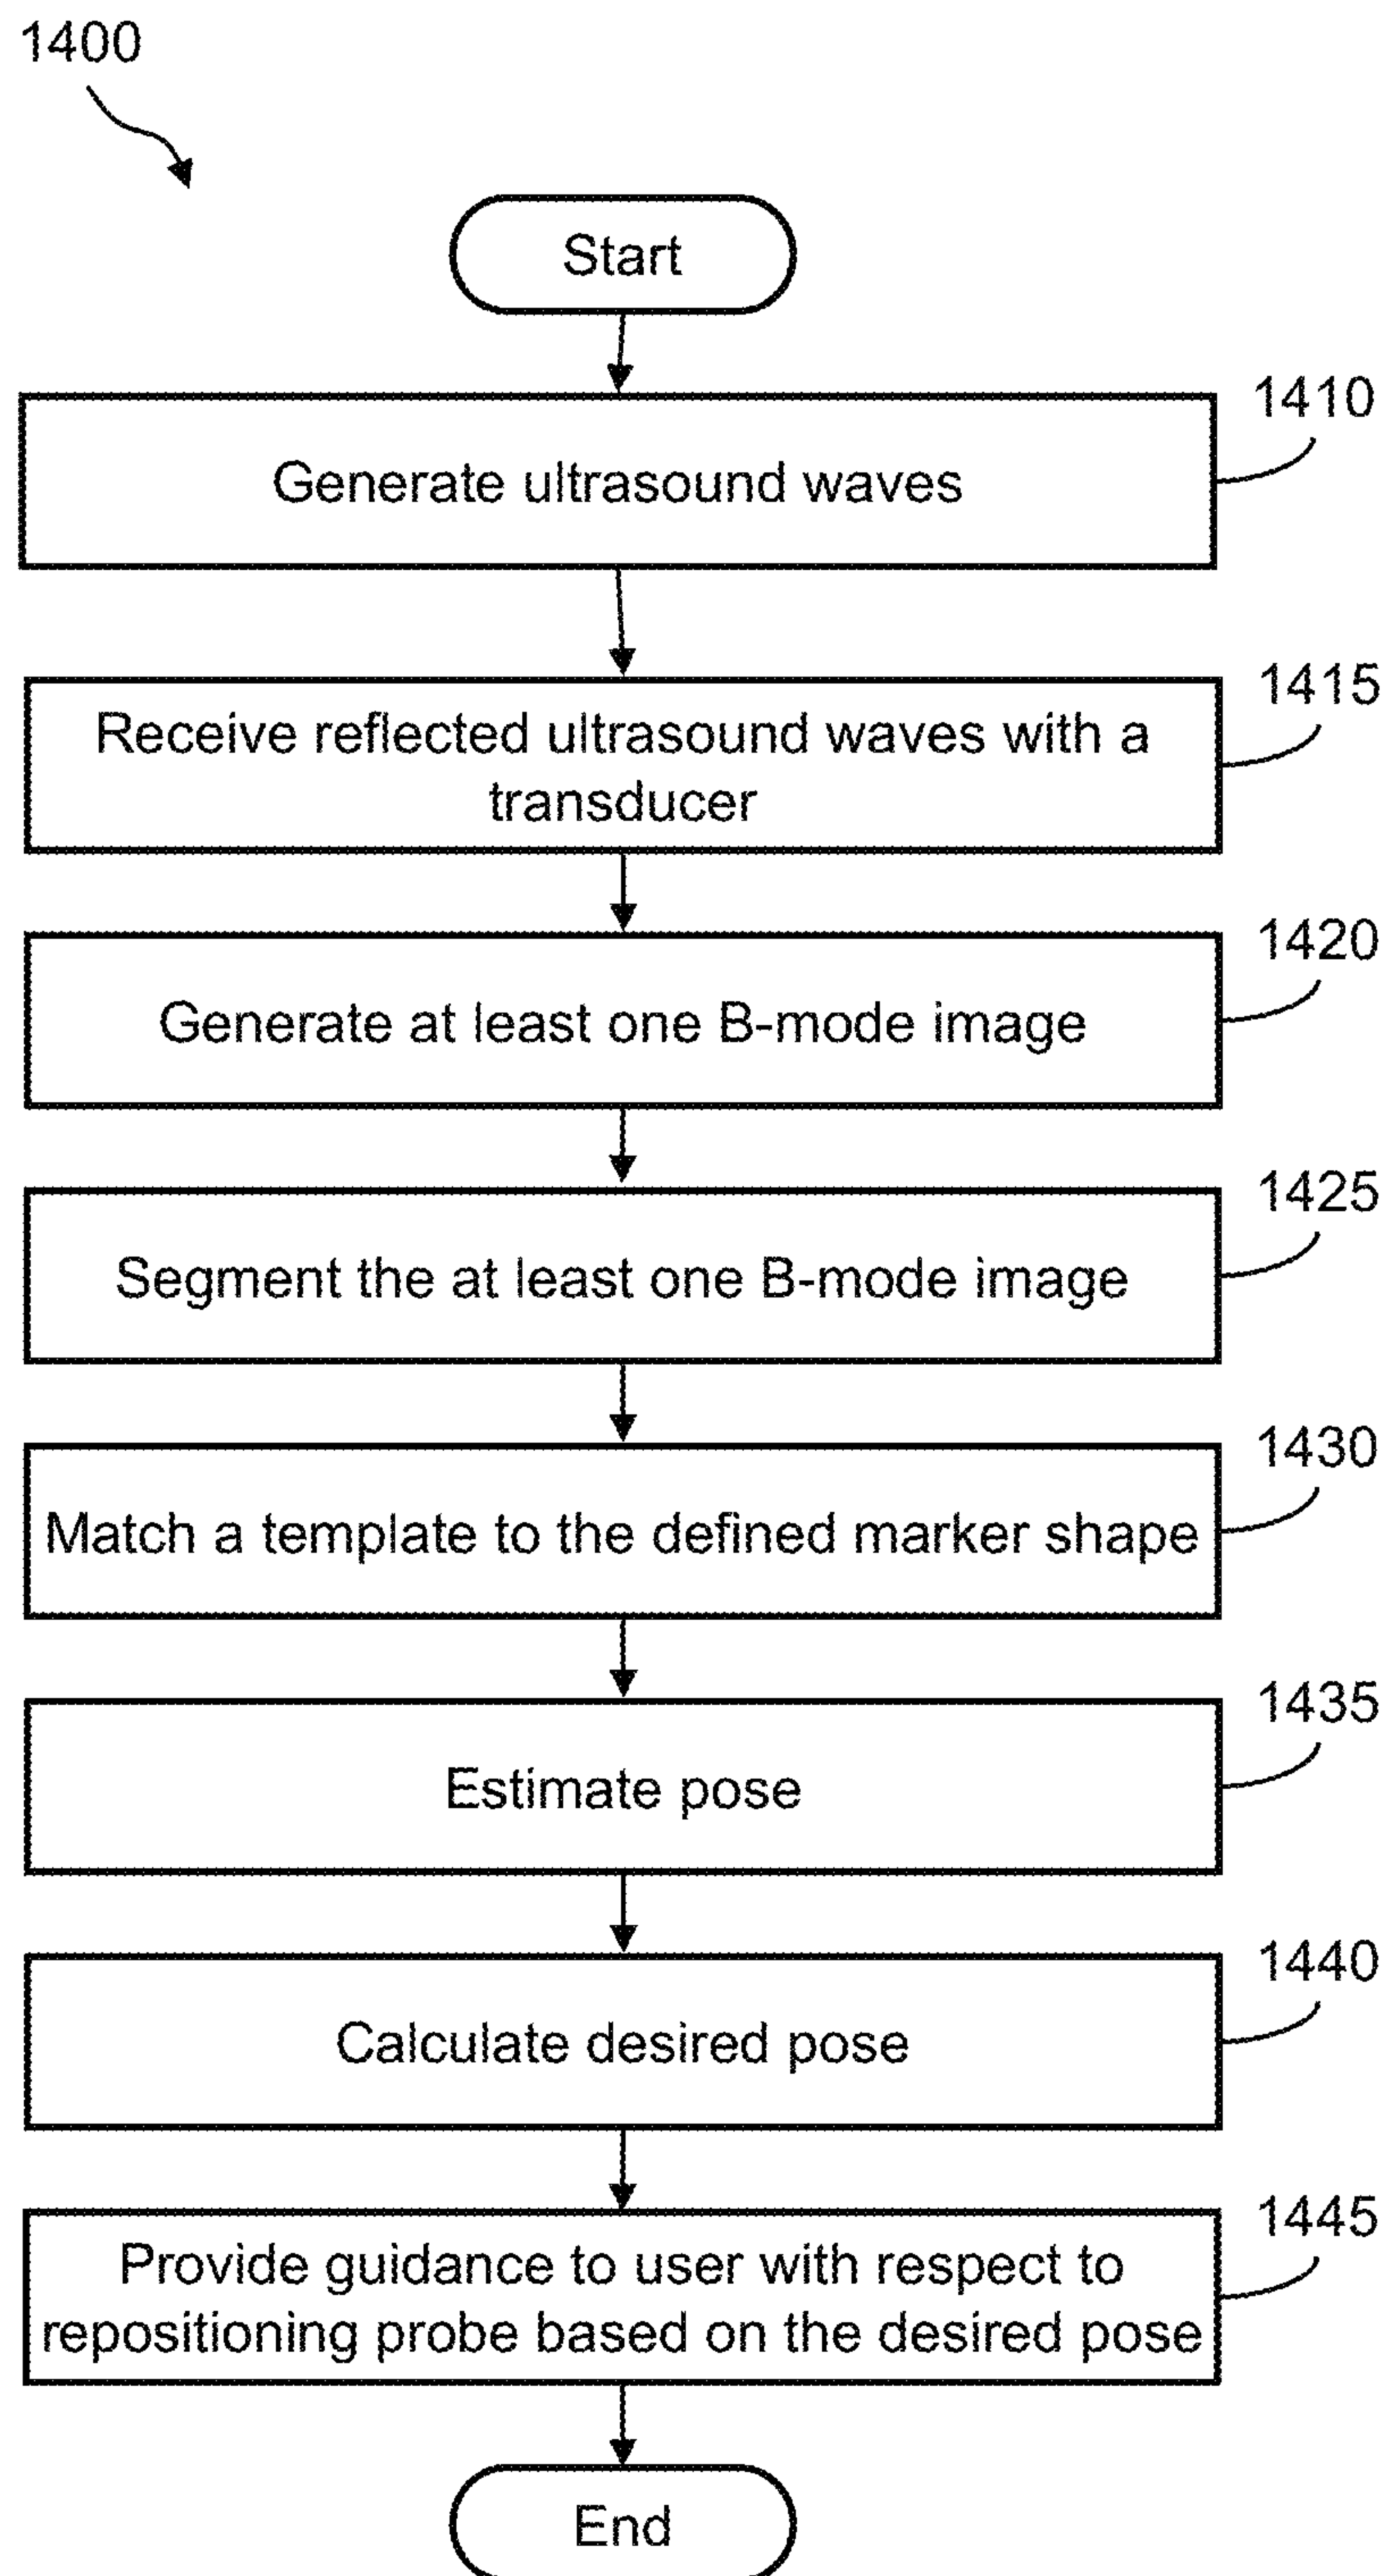 1400
Start
1410
Generate ultrasound waves
1415
Receive reflected ultrasound waves with a
transducer
1420
Generate at least one B-mode image
1425
Segment the at least one B-mode image
1430
Match a template to the defined marker shape
1435
Estimate pose
1440
Calculate desired pose
1445
Provide guidance to user with respect to
repositioning probe based on the desired pose
End